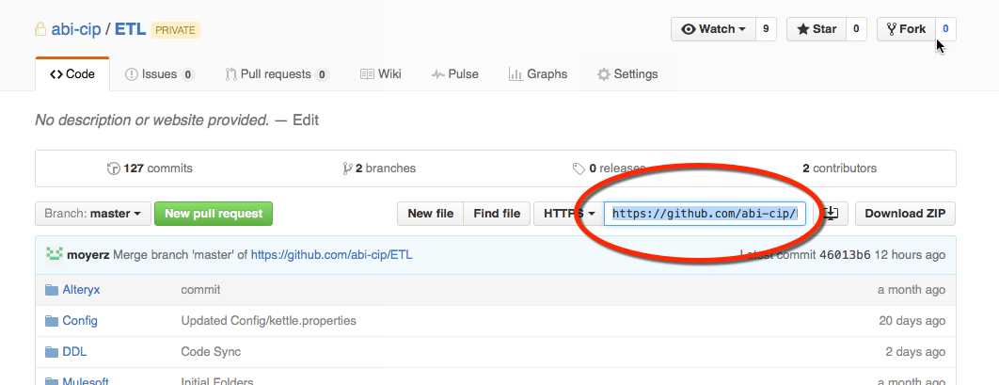 abi-cip / ETL PRIVATE Watch 9 Star 0 Fork 0
Code Issues 0 Pull requests 0 Wiki Pulse Graphs Settings
No description or website provided. — Edit
127 commits 2 branches 0 releases 2 contributors
Branch: master New pull request New file Find file HTTPS https://github.com/abi-cip/ Download ZIP
moyerz Merge branch 'master' of https://github.com/abi-cip/ETL Latest commit 46013b6 12 hours ago
Alteryx commit a month ago
Config Updated Config/kettle.properties 20 days ago
DDL Code Sync 2 days ago
Mulesoft Initial Folders a month ago